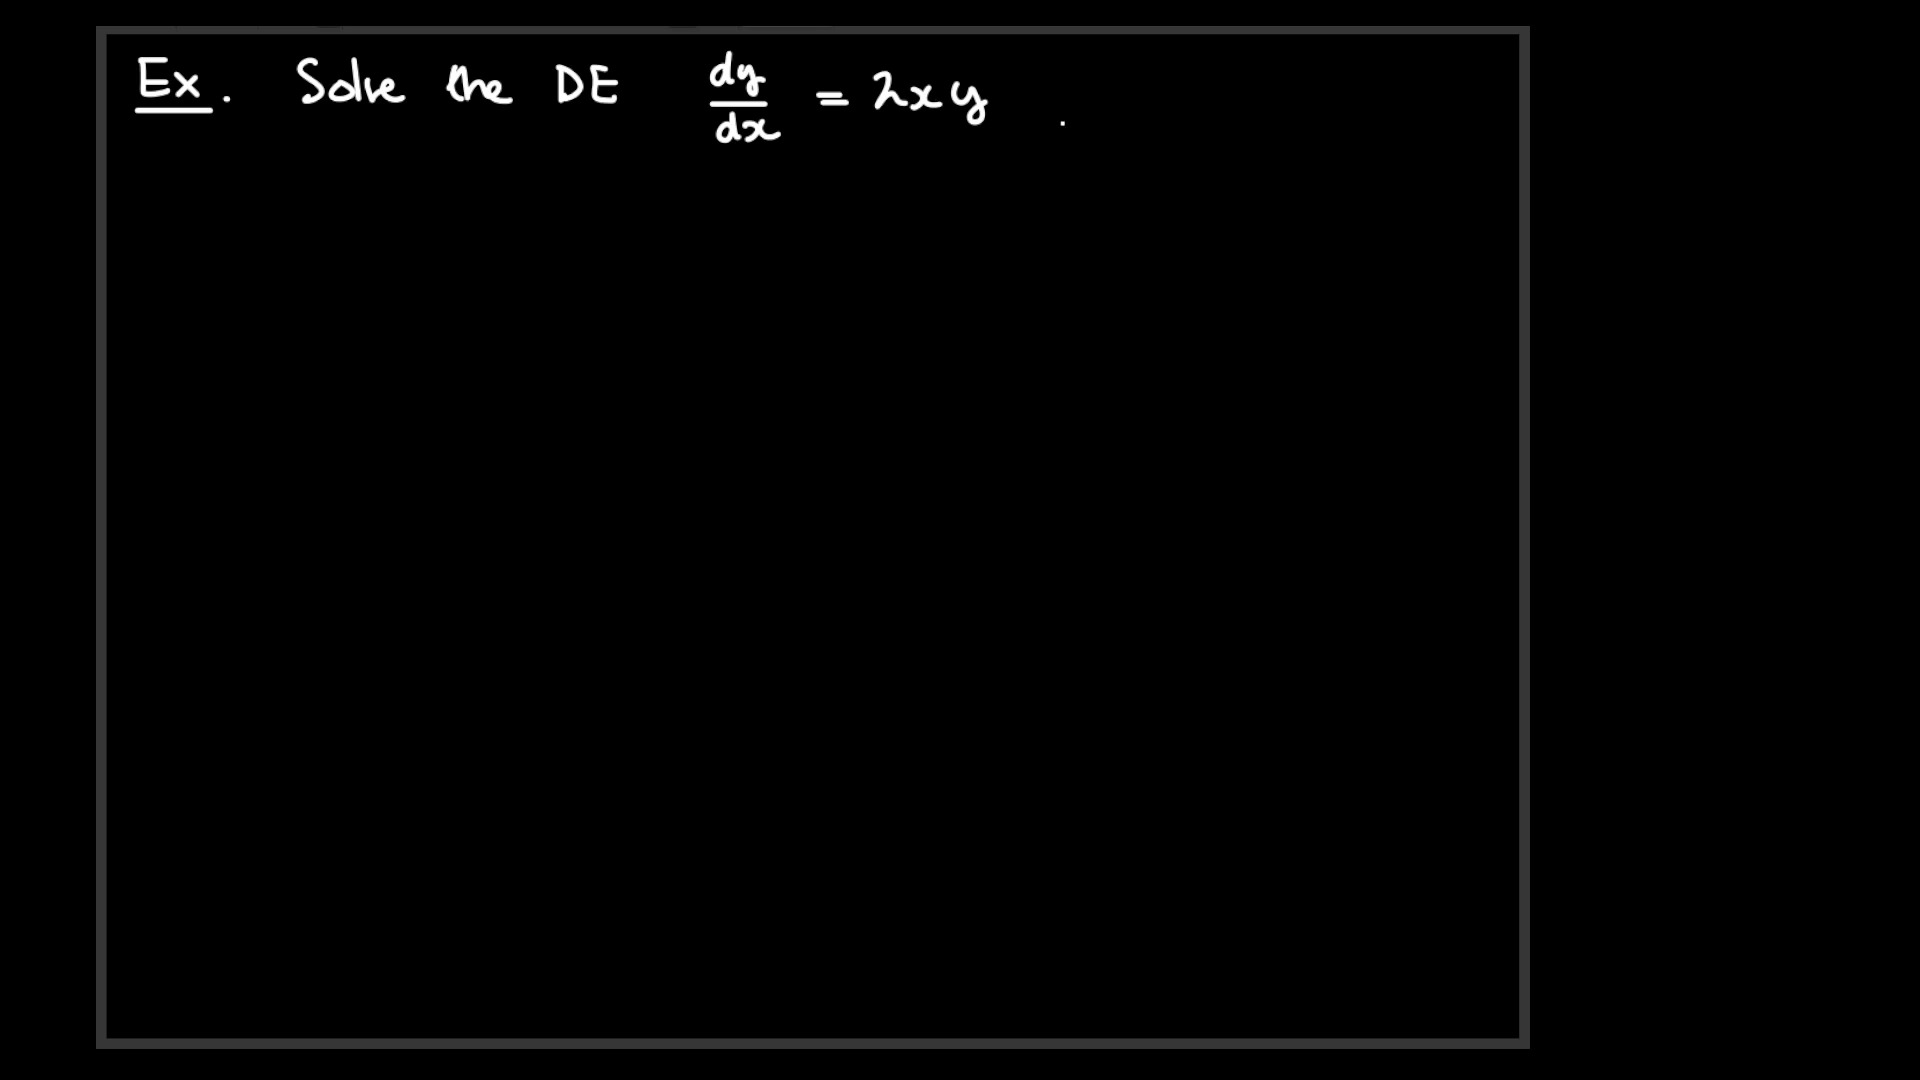 Ex. Solve the DE dy/dx = 2xy.